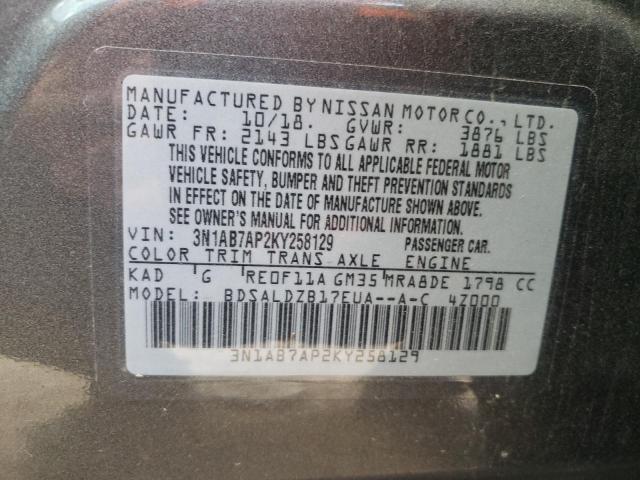 MANUFACTURED BY NISSAN MOTOR CO., LTD.
DATE: 10/18. GVWR: 3876 LBS
GAWR FR: 2143 LBS GAWR RR: 1881 LBS
THIS VEHICLE CONFORMS TO ALL APPLICABLE FEDERAL MOTOR
VEHICLE SAFETY, BUMPER AND THEFT PREVENTION STANDARDS
IN EFFECT ON THE DATE OF MANUFACTURE SHOWN ABOVE.
SEE OWNER'S MANUAL FOR ADDITIONAL INFORMATION.
VIN: 3N1AB7AP2KY258129 PASSENGER CAR.
COLOR TRIM TRANS AXLE ENGINE
KAD G RE0F11A GM35 MRA8DE 1798 CC
MODEL: BDSALDZB17EUA--A-C 4Z000
3N1AB7AP2KY258129